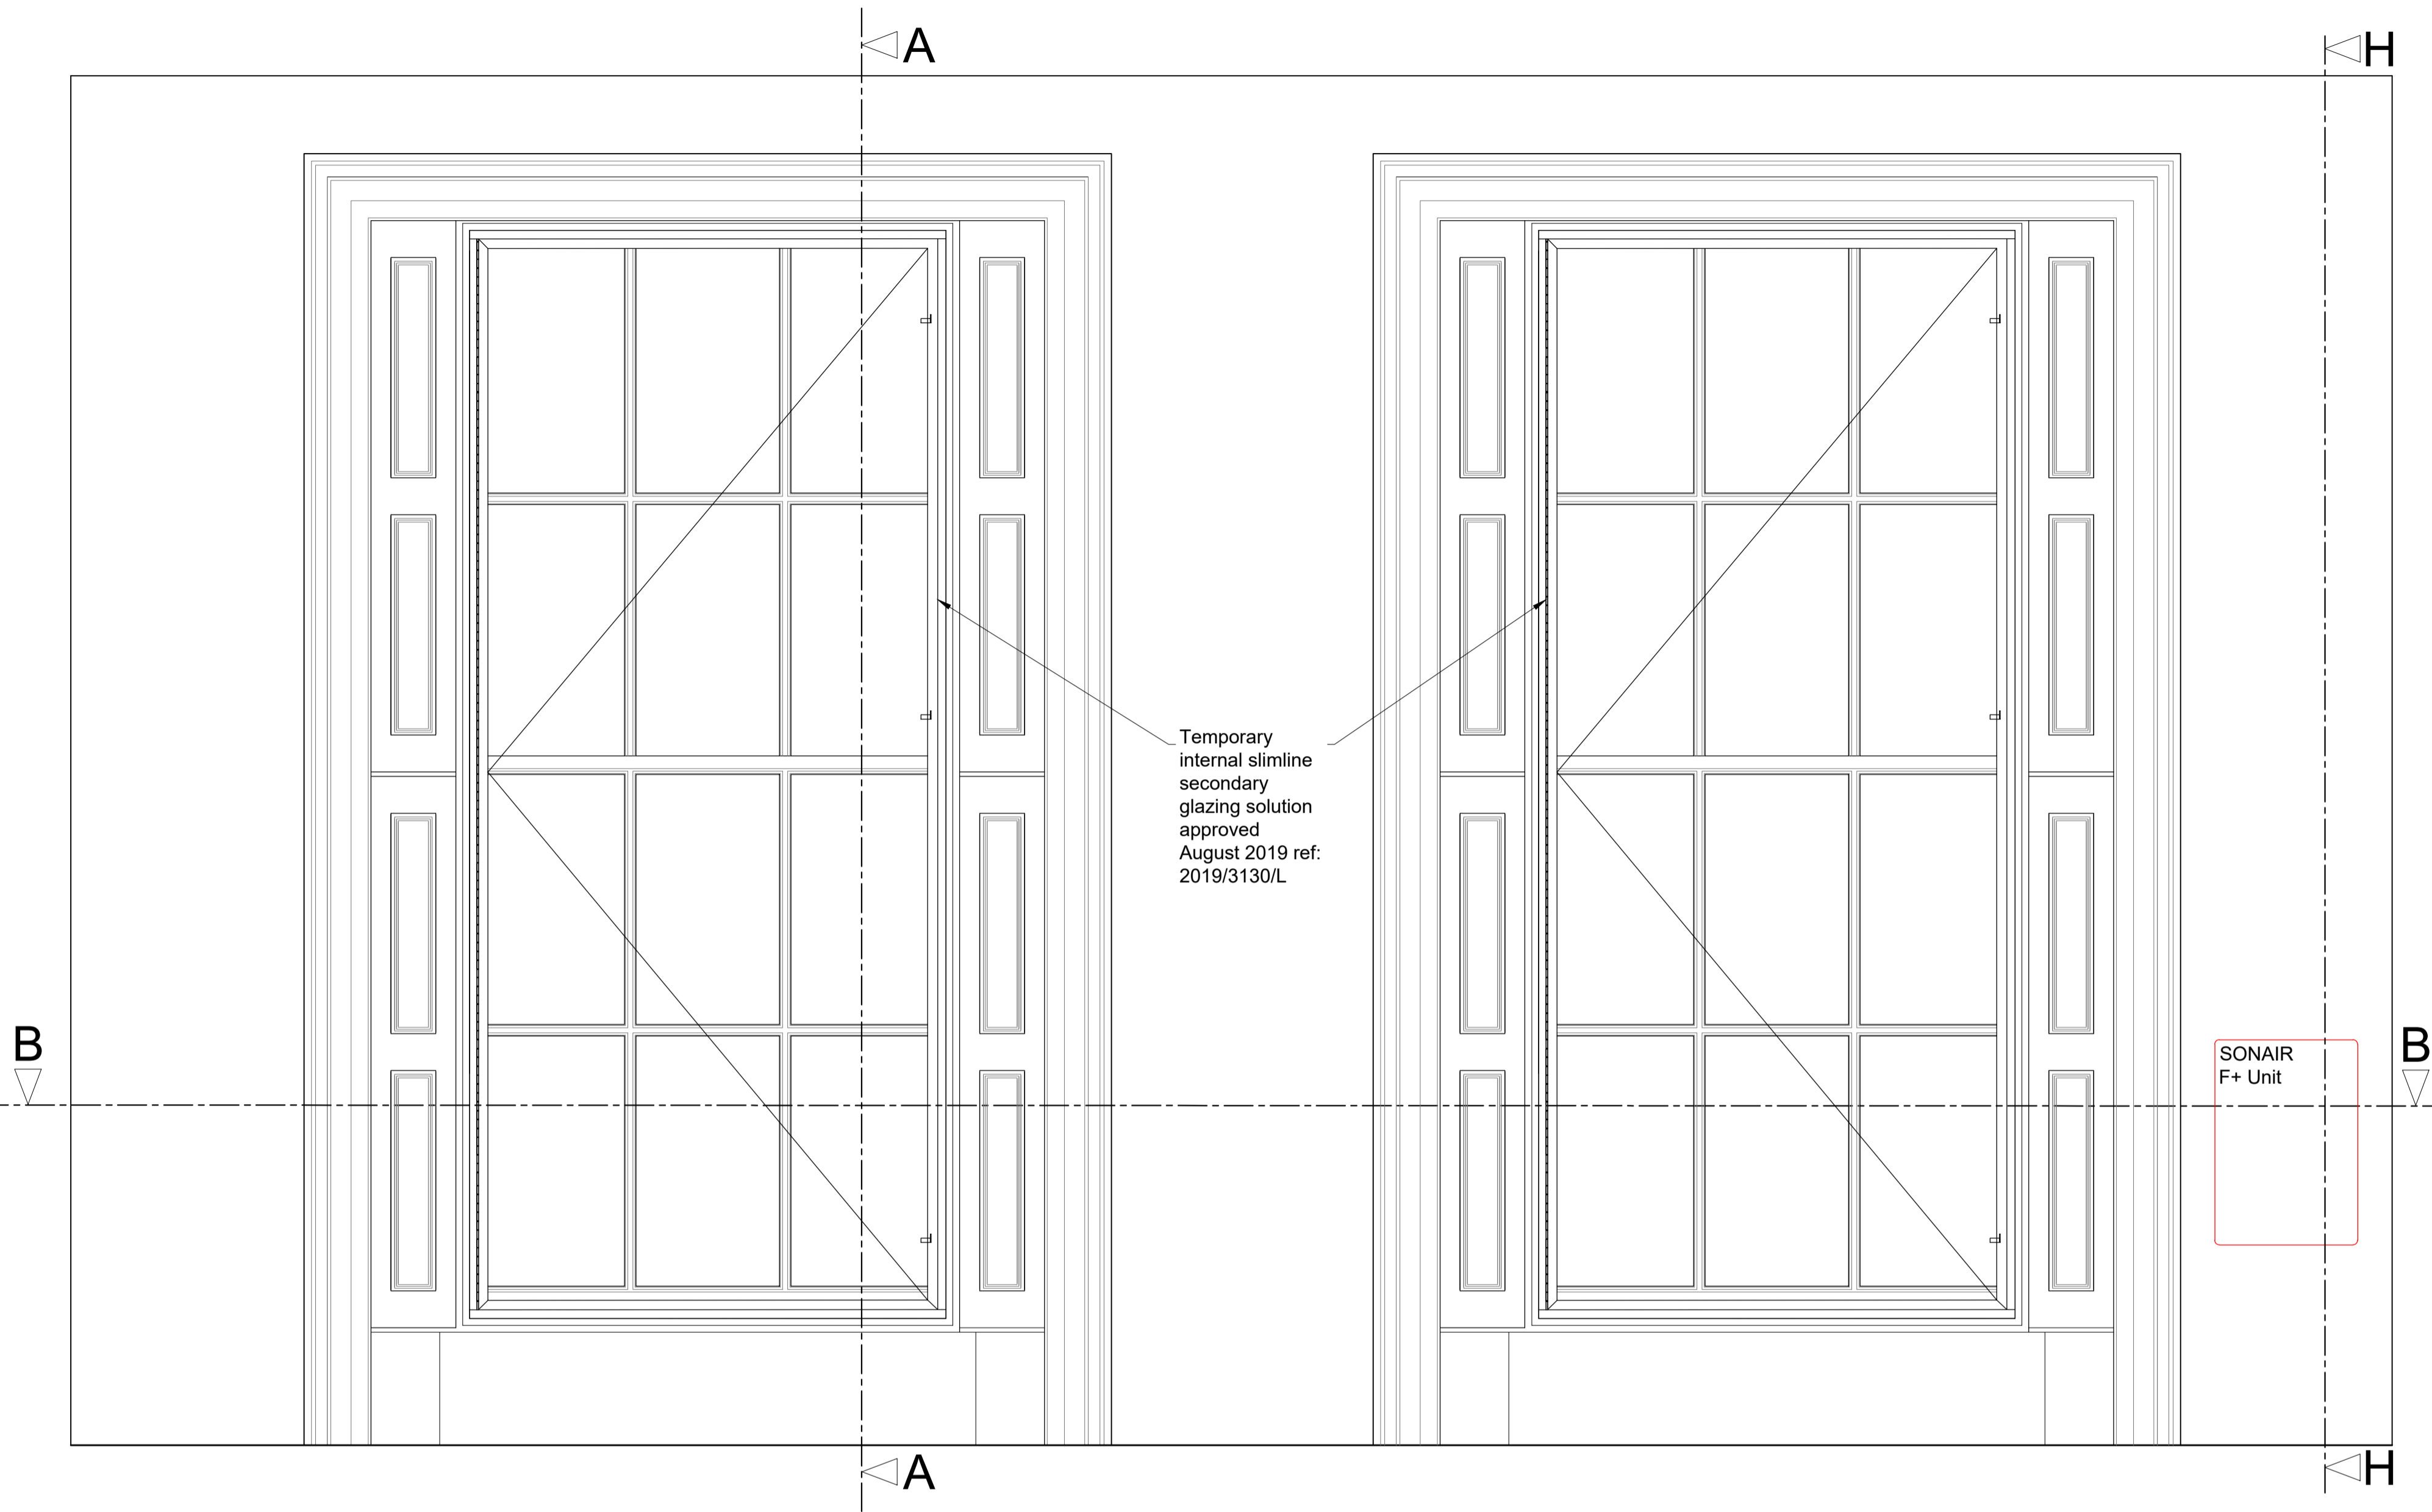 A
H
Temporary
internal slimline
secondary
glazing solution
approved
August 2019 ref:
2019/3130/L
B
B
SONAIR
F+ Unit
A
H